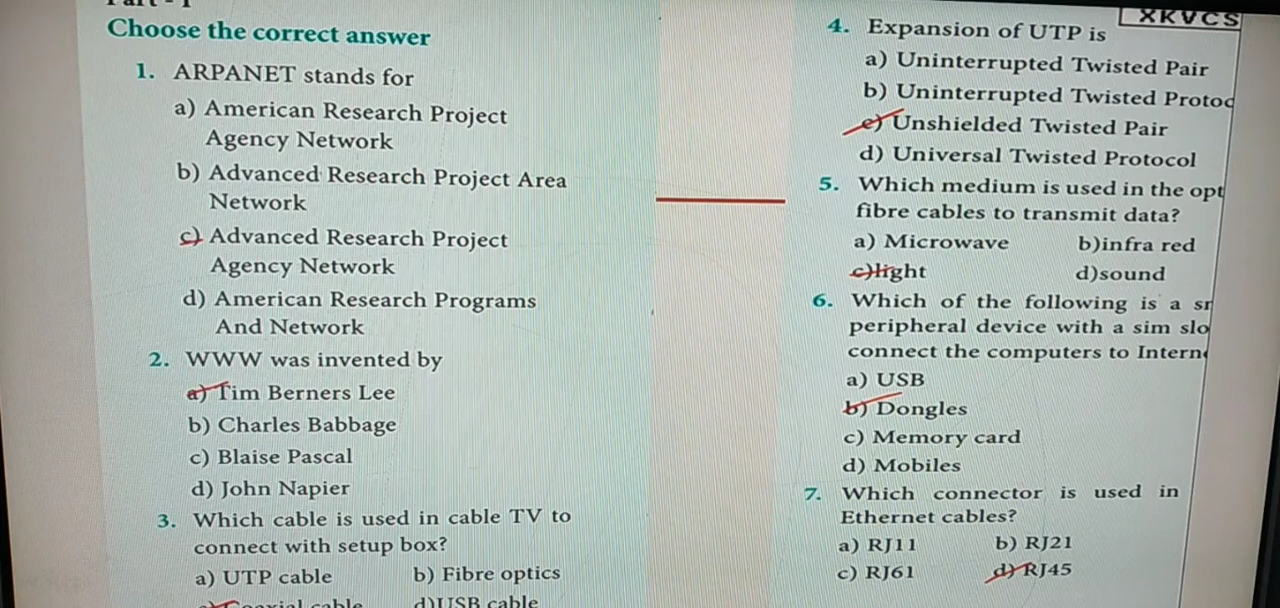 Part - I
Choose the correct answer
1. ARPANET stands for
a) American Research Project
Agency Network
b) Advanced Research Project Area
Network
c) Advanced Research Project
Agency Network
d) American Research Programs
And Network
2. WWW was invented by
a) Tim Berners Lee
b) Charles Babbage
c) Blaise Pascal
d) John Napier
3. Which cable is used in cable TV to
connect with setup box?
a) UTP cable b) Fibre optics
c) Coaxial cable d)USB cable
XKVCS
4. Expansion of UTP is
a) Uninterrupted Twisted Pair
b) Uninterrupted Twisted Protoc
c) Unshielded Twisted Pair
d) Universal Twisted Protocol
5. Which medium is used in the opt
fibre cables to transmit data?
a) Microwave b)infra red
c)light d)sound
6. Which of the following is a
peripheral device with a sim slo
connect the computers to Intern
a) USB
b) Dongles
c) Memory card
d) Mobiles
7. Which connector is used in
Ethernet cables?
a) RJ11 b) RJ21
c) RJ61 d) RJ45